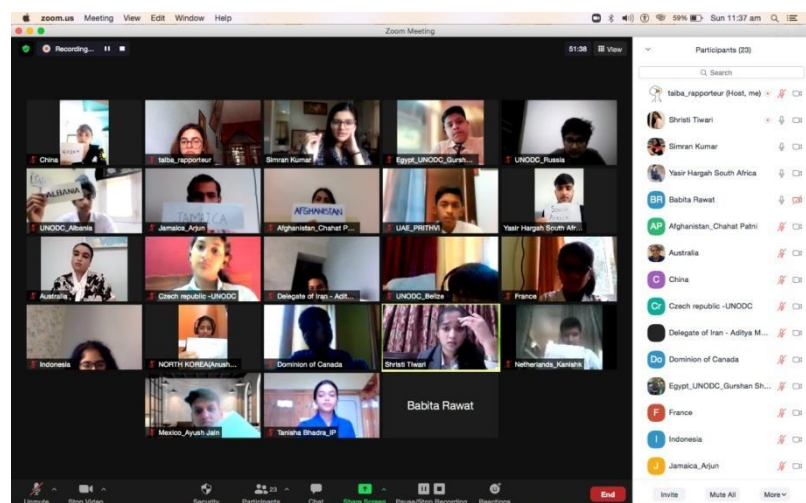 zoom.us Meeting View Edit Window Help 59% Sun 11:37 am
Zoom Meeting
Recording... 51:38 View
China
taiba_rapporteur
Simran Kumar
Egypt_UNODC_Gursh...
UNODC_Russia
ALBANIA
UNODC_Albania
JAMAICA
Jamaica_Arjun
AFGHANISTAN
Afghanistan_Chahat P...
UAE_PRITHVI
Yasir Hargah South Afr...
Australia
Czech republic -UNODC
Delegate of Iran - Adit...
UNODC_Belize
France
Indonesia
NORTH KOREA(Anush...
Dominion of Canada
Shristi Tiwari
Netherlands_Kanishk
Mexico_Ayush Jain
Tanisha Bhadra_IP
Babita Rawat
Unmute Stop Video Security Participants 23 Chat Share Screen Pause/Stop Recording Reactions End
Participants (23)
Search
taiba_rapporteur (Host, me)
Shristi Tiwari
Simran Kumar
Yasir Hargah South Africa
BR Babita Rawat
AP Afghanistan_Chahat Patni
Australia
C China
Cr Czech republic -UNODC
Delegate of Iran - Aditya M...
Do Dominion of Canada
Egypt_UNODC_Gurshan Sh...
F France
I Indonesia
J Jamaica_Arjun
Invite Mute All More